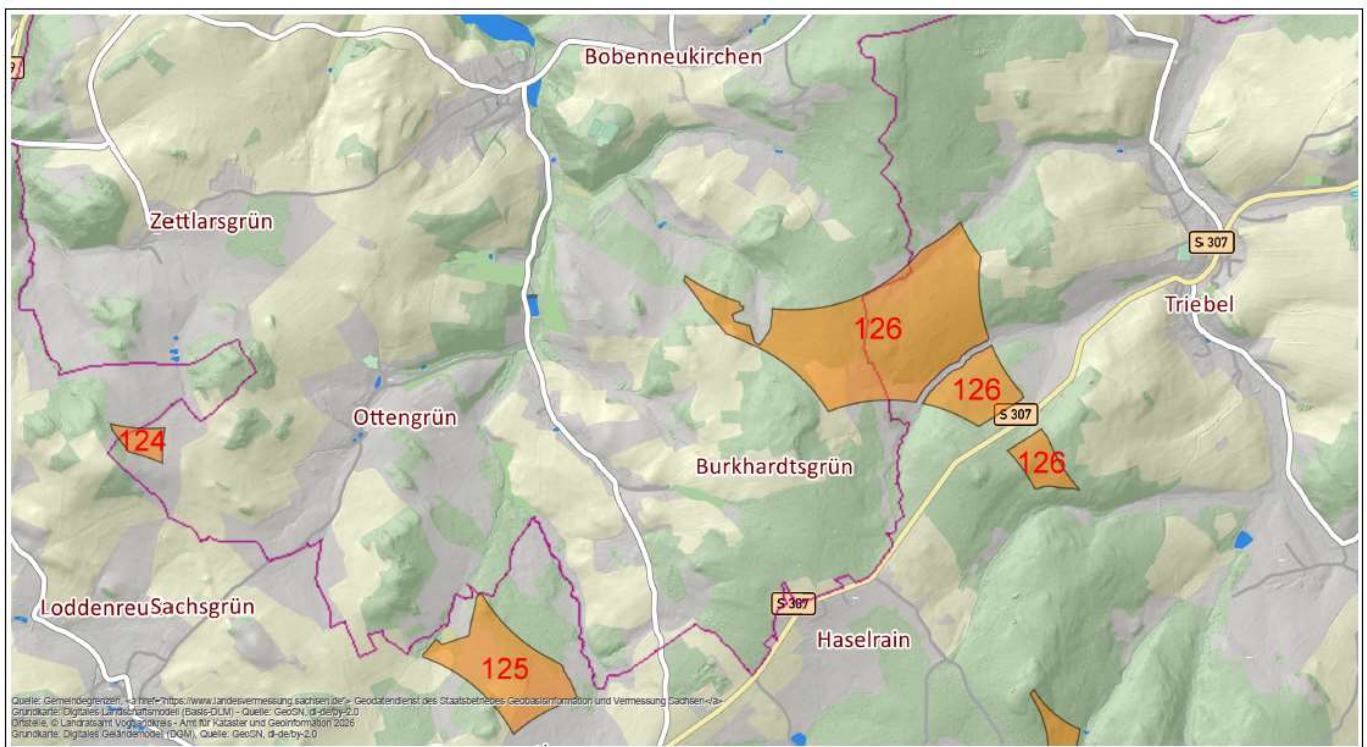 Bobenneukirchen
9
Zettlarsgrün
S 307
Triebel
126
126
S 307
Ottengrün
124
Burkhardtsgrün
126
LoddenreuSachsgrün
S 307
Haselrain
125
Quelle: Gemeindegrenzen, <a href="https://www.landesvermessung.sachsen.de"> Geodatendienst des Staatsbetriebes Geobasisinformation und Vermessung Sachsen</a>
Grundkarte: Digitales Landschaftsmodell (Basis-DLM) - Quelle: GeoSN, dl-de/by-2.0
Ortsteile, © Landratsamt Vogtlandkreis - Amt für Kataster und Geoinformation 2026
Grundkarte: Digitales Geländemodel (DGM), Quelle: GeoSN, dl-de/by-2.0